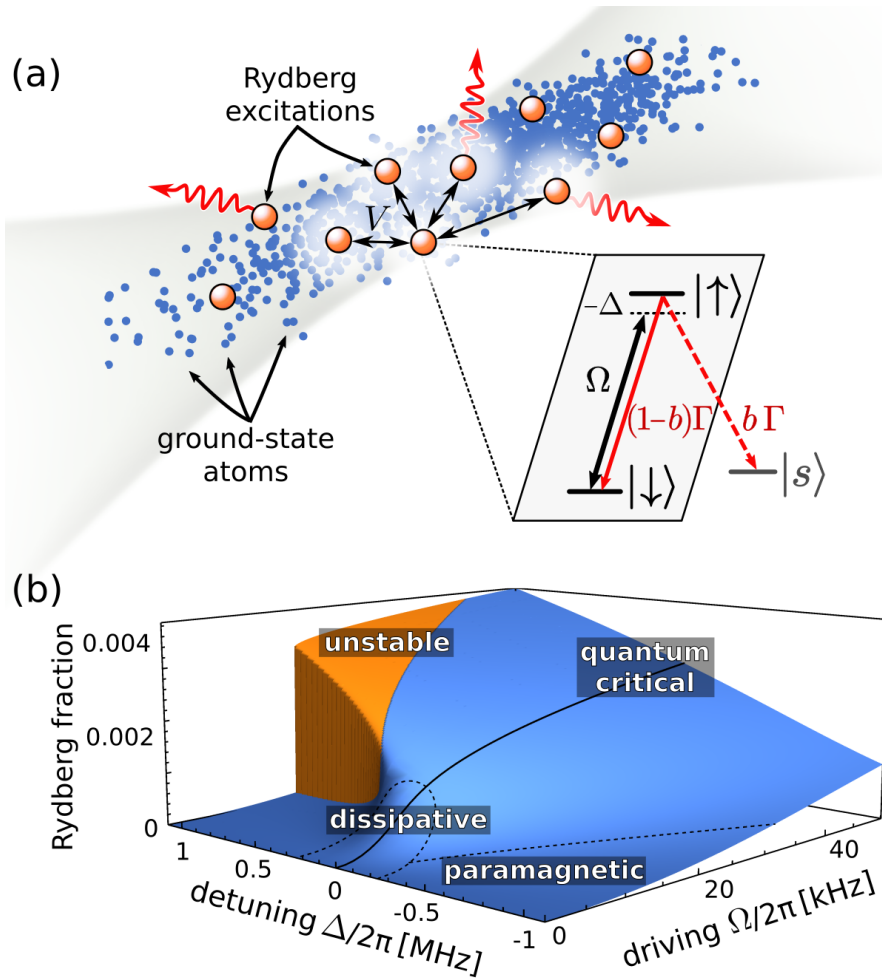 (a)
Rydberg
excitations
V
ground-state
atoms
−Δ
|↑⟩
Ω
(1−b)Γ
bΓ
|↓⟩
|s⟩
(b)
Rydberg fraction
0.004
0.002
0
unstable
quantum
critical
dissipative
paramagnetic
1
0.5
0
-0.5
-1
detuning Δ/2π [MHz]
0
20
40
driving Ω/2π [kHz]